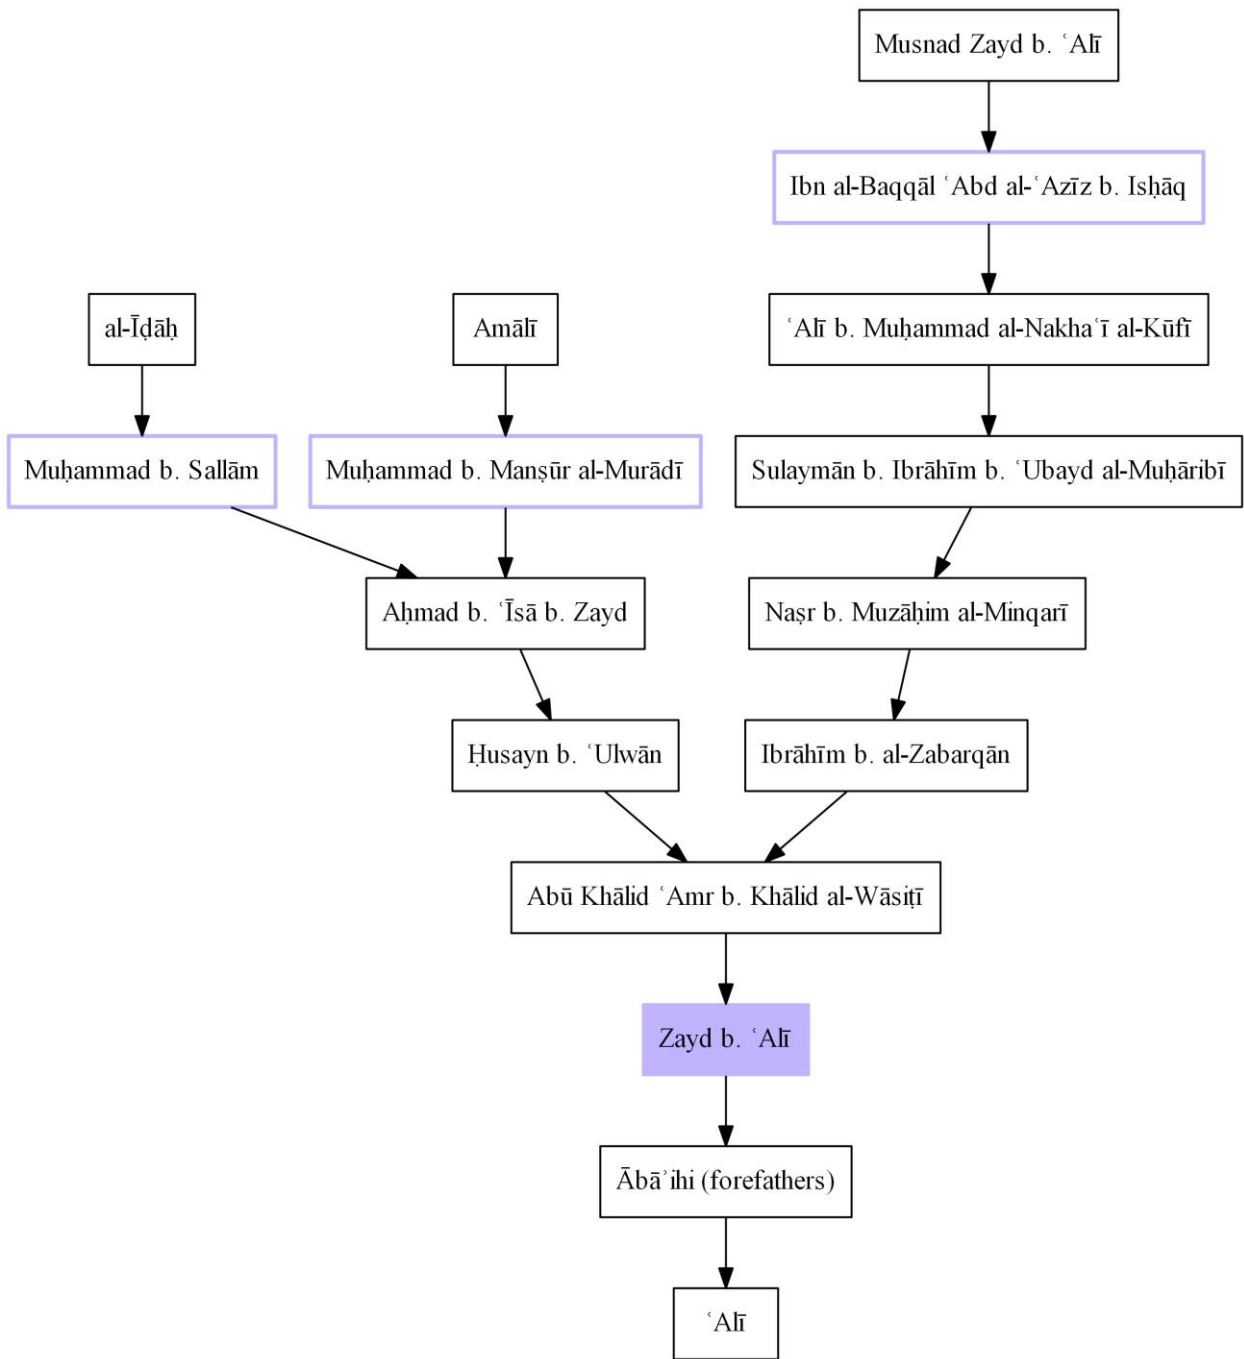 Musnad Zayd b. ʿAlī
Ibn al-Baqqāl ʿAbd al-ʿAzīz b. Isḥāq
al-Īḍāḥ
Amālī
ʿAlī b. Muḥammad al-Nakhaʿī al-Kūfī
Muḥammad b. Sallām
Muḥammad b. Manṣūr al-Murādī
Sulaymān b. Ibrāhīm b. ʿUbayd al-Muḥāribī
Aḥmad b. ʿĪsā b. Zayd
Naṣr b. Muzāḥim al-Minqarī
Ḥusayn b. ʿUlwān
Ibrāhīm b. al-Zabarqān
Abū Khālid ʿAmr b. Khālid al-Wāsiṭī
Zayd b. ʿAlī
Ābāʾihi (forefathers)
ʿAlī